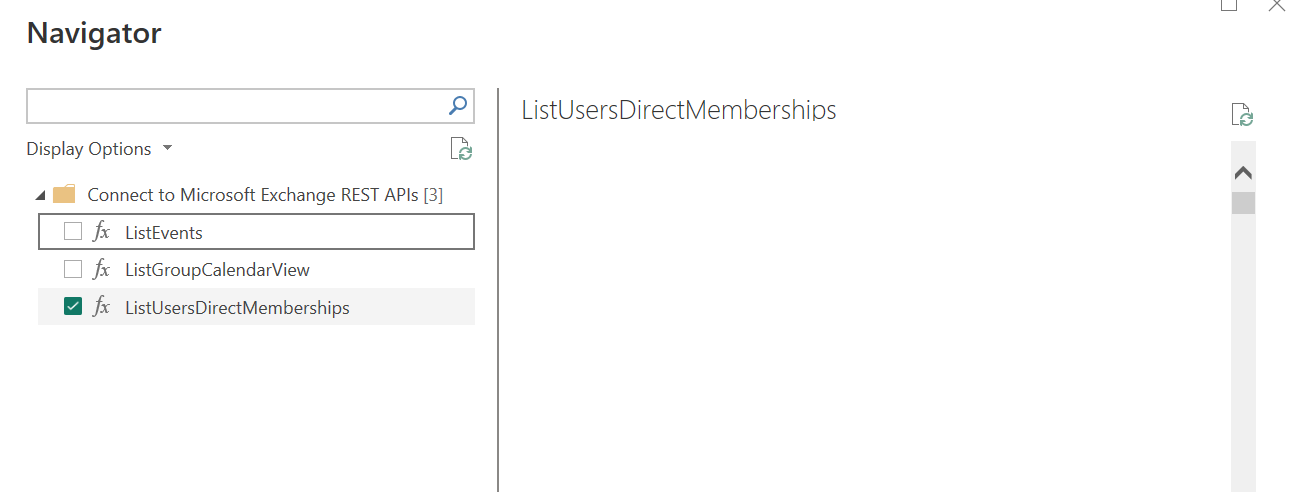 Navigator
Display Options
Connect to Microsoft Exchange REST APIs [3]
fx ListEvents
fx ListGroupCalendarView
fx ListUsersDirectMemberships
ListUsersDirectMemberships